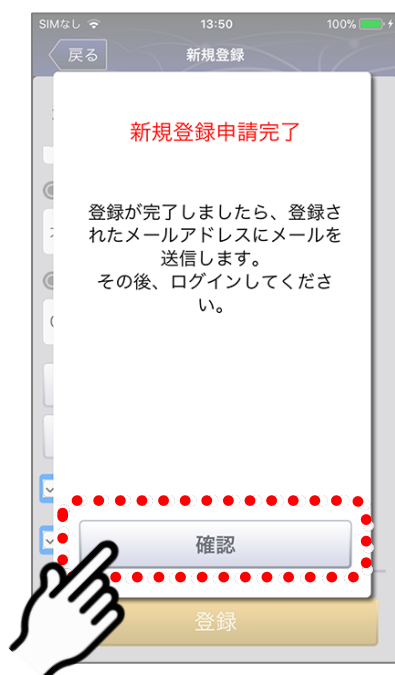 SIMなし 13:50 100%
戻る 新規登録
新規登録申請完了
登録が完了しましたら、登録さ
れたメールアドレスにメールを
送信します。
その後、ログインしてくださ
い。
確認
登録